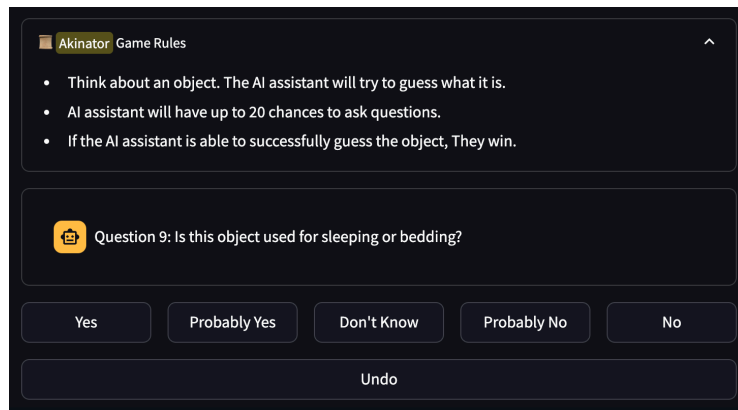 Akinator Game Rules
Think about an object. The AI assistant will try to guess what it is.
AI assistant will have up to 20 chances to ask questions.
If the AI assistant is able to successfully guess the object, They win.
Question 9: Is this object used for sleeping or bedding?
Yes
Probably Yes
Don't Know
Probably No
No
Undo